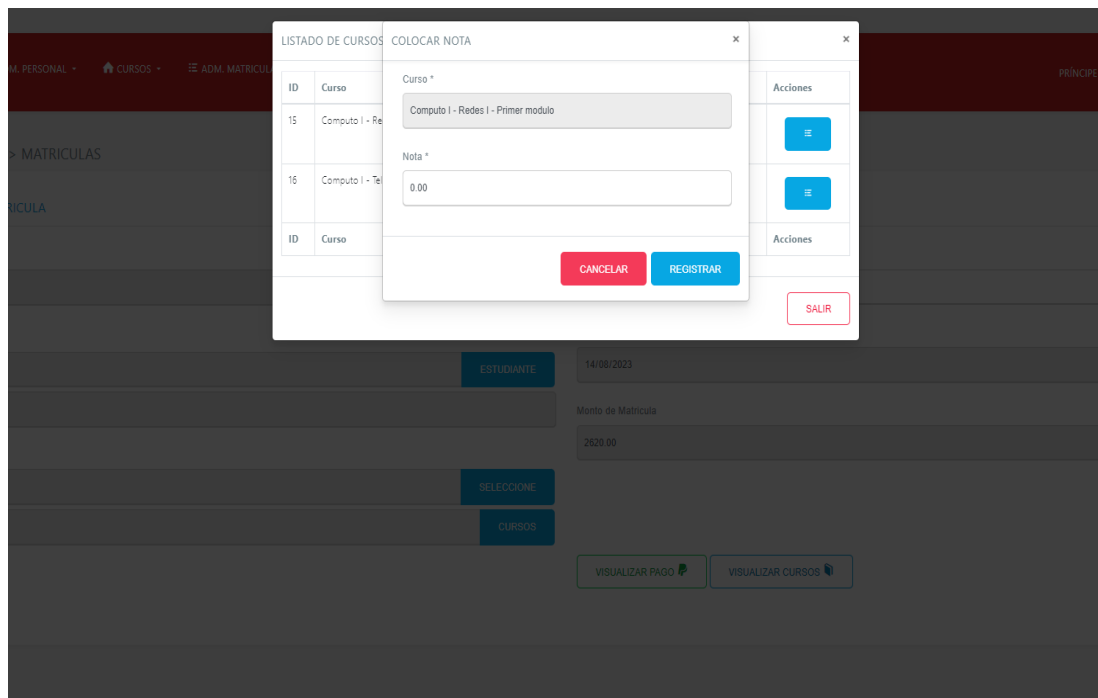 LISTADO DE CURSOS COLOCAR NOTA × ×
M. PERSONAL CURSOS ADM. MATRICUL
PRÍNCIPE
ID Curso Curso * Acciones
15 Computo I - Re Computo I - Redes I - Primer modulo
> MATRICULAS Nota *
16 Computo I - Tel 0.00
RICULA
ID Curso Acciones
CANCELAR REGISTRAR
SALIR
ESTUDIANTE 14/08/2023
Monto de Matricula
2620.00
SELECCIONE
CURSOS
VISUALIZAR PAGO VISUALIZAR CURSOS